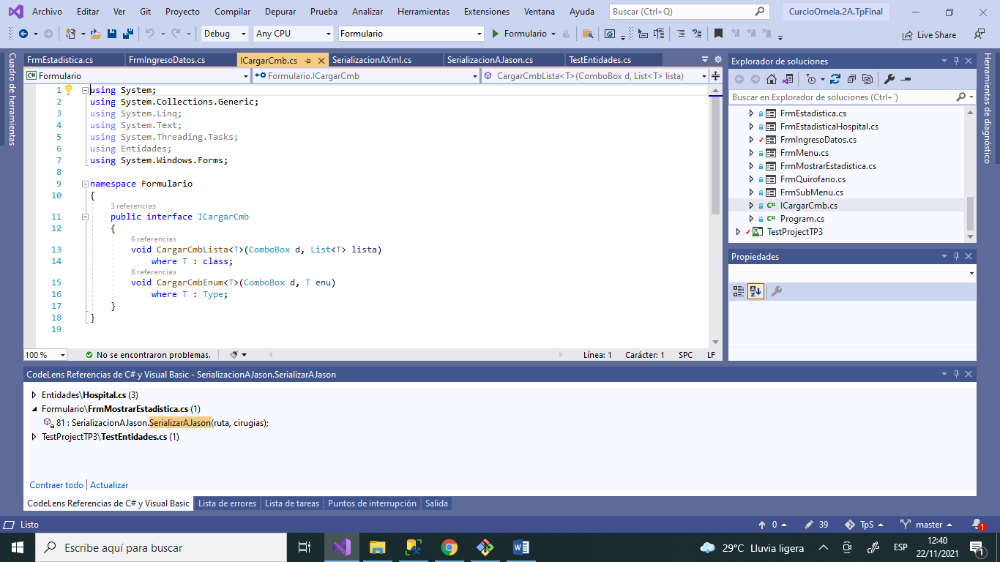 Archivo Editar Ver Git Proyecto Compilar Depurar Prueba Analizar Herramientas Extensiones Ventana Ayuda Buscar (Ctrl+Q) CurcioOrnela.2A.TpFinal
Debug Any CPU Formulario Formulario Live Share
Cuadro de herramientas
FrmEstadistica.cs FrmIngresoDatos.cs ICargarCmb.cs SerializacionAXml.cs SerializacionAJason.cs TestEntidades.cs
Formulario Formulario.ICargarCmb CargarCmbLista<T>(ComboBox d, List<T> lista)
1 using System;
2 using System.Collections.Generic;
3 using System.Linq;
4 using System.Text;
5 using System.Threading.Tasks;
6 using Entidades;
7 using System.Windows.Forms;
8
9 namespace Formulario
10 {
3 referencias
11 public interface ICargarCmb
12 {
6 referencias
13 void CargarCmbLista<T>(ComboBox d, List<T> lista)
14 where T : class;
6 referencias
15 void CargarCmbEnum<T>(ComboBox d, T enu)
16 where T : Type;
17 }
18 }
19
100 % No se encontraron problemas. Línea: 1 Carácter: 1 SPC LF
Explorador de soluciones
Buscar en Explorador de soluciones (Ctrl+´)
FrmEstadistica.cs
FrmEstadisticaHospital.cs
FrmIngresoDatos.cs
FrmMenu.cs
FrmMostrarEstadistica.cs
FrmQuirofano.cs
FrmSubMenu.cs
C# ICargarCmb.cs
C# Program.cs
TestProjectTP3
Propiedades
Herramientas de diagnóstico
CodeLens Referencias de C# y Visual Basic - SerializacionAJason.SerializarAJason
Entidades\Hospital.cs (3)
Formulario\FrmMostrarEstadistica.cs (1)
81 : SerializacionAJason.SerializarAJason(ruta, cirugias);
TestProjectTP3\TestEntidades.cs (1)
Contraer todo Actualizar
CodeLens Referencias de C# y Visual Basic Lista de errores Lista de tareas Puntos de interrupción Salida
Listo 0 39 TpS master 1
Escribe aquí para buscar 29°C Lluvia ligera ESP 12:40
22/11/2021 1